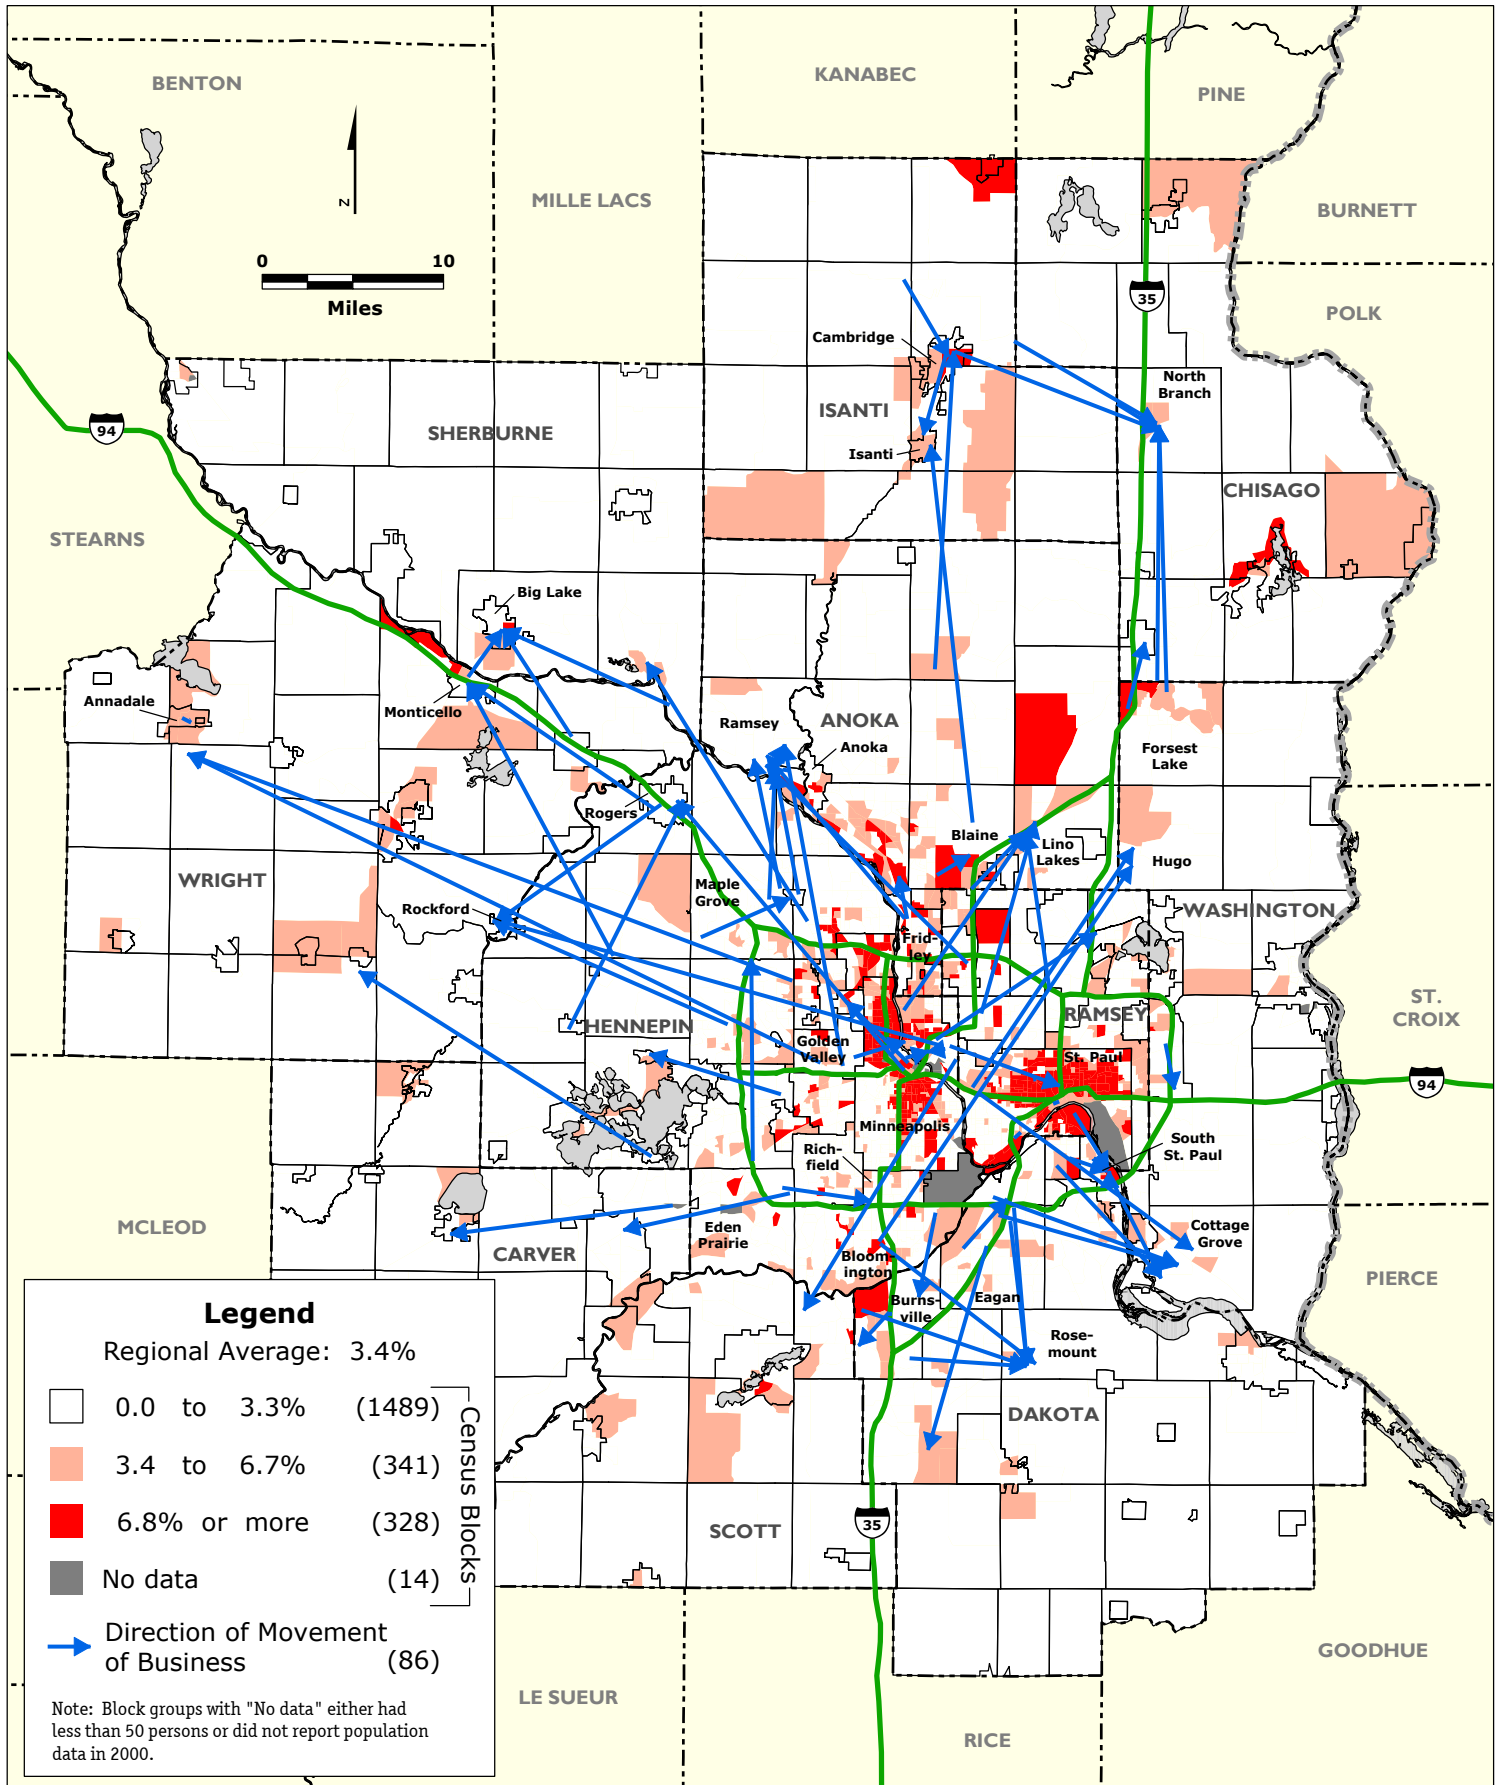 KANABEC
BENTON
PINE
MILLE LACS
BURNETT
N
0 10
Miles
35
POLK
Cambridge
North
Branch
ISANTI
94
SHERBURNE
Isanti
CHISAGO
STEARNS
Big Lake
Annadale
Monticello
Ramsey
ANOKA
Anoka
Forsest
Lake
Rogers
Blaine
Lino
Lakes
Hugo
WRIGHT
Maple
Grove
Rockford
WASHINGTON
Frid-
ley
ST.
CROIX
HENNEPIN
RAMSEY
Golden
Valley
St. Paul
94
Minneapolis
South
St. Paul
Rich-
field
MCLEOD
Eden
Prairie
Cottage
Grove
CARVER
Bloom-
ington
PIERCE
Burns-
ville
Eagan
Rose-
mount
DAKOTA
SCOTT
35
GOODHUE
LE SUEUR
RICE
Legend
Regional Average: 3.4%
0.0 to 3.3% (1489)
3.4 to 6.7% (341)
6.8% or more (328)
No data (14)
Census Blocks
Direction of Movement
of Business (86)
Note: Block groups with "No data" either had
less than 50 persons or did not report population
data in 2000.